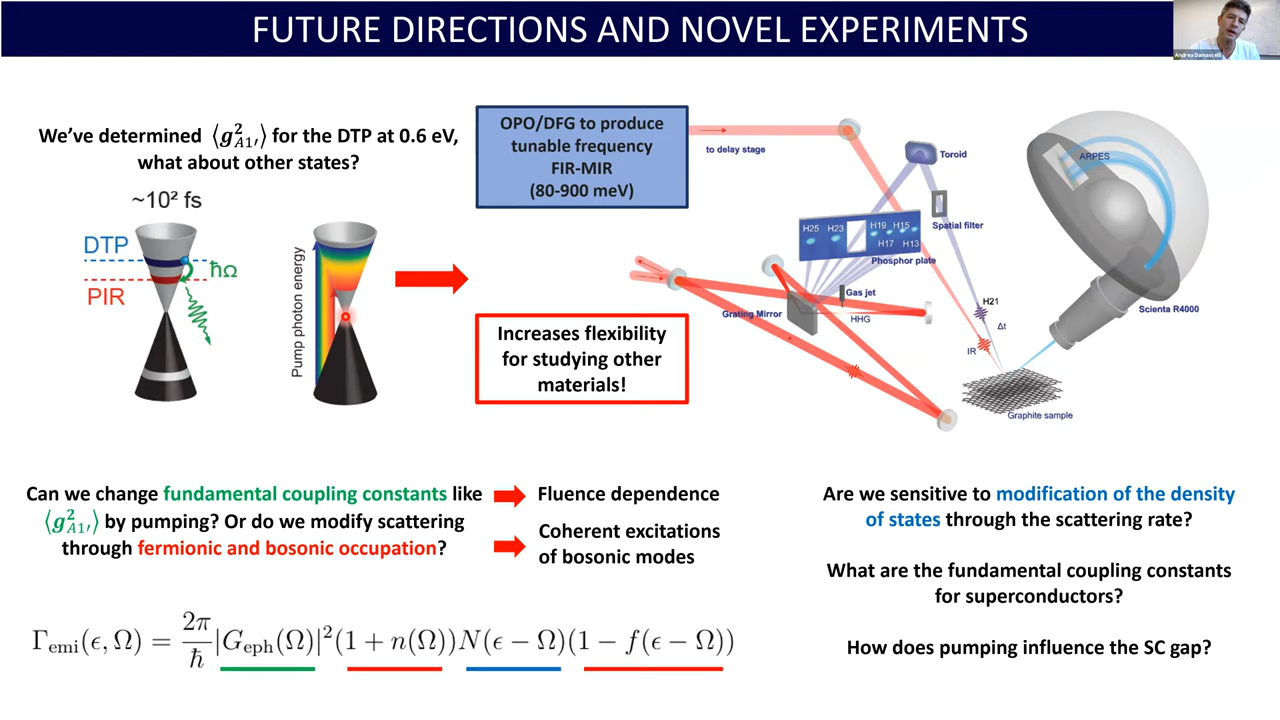 FUTURE DIRECTIONS AND NOVEL EXPERIMENTS
Andrea Damascelli
We've determined ⟨g²_A1′⟩ for the DTP at 0.6 eV,
what about other states?
~10² fs
DTP
PIR
ħΩ
Pump photon energy
OPO/DFG to produce
tunable frequency
FIR-MIR
(80-900 meV)
Increases flexibility
for studying other
materials!
to delay stage
Toroid
Spatial filter
H25 H23 H19 H15 H17 H13
Phosphor plate
Gas jet
Grating Mirror
HHG
H21
Δt
IR
ARPES
Scienta R4000
Graphite sample
Can we change fundamental coupling constants like
⟨g²_A1′⟩ by pumping? Or do we modify scattering
through fermionic and bosonic occupation?
Fluence dependence
Coherent excitations
of bosonic modes
Γemi(ϵ, Ω) = 2π/ħ |Geph(Ω)|²(1 + n(Ω))N(ϵ − Ω)(1 − f(ϵ − Ω))
Are we sensitive to modification of the density
of states through the scattering rate?
What are the fundamental coupling constants
for superconductors?
How does pumping influence the SC gap?